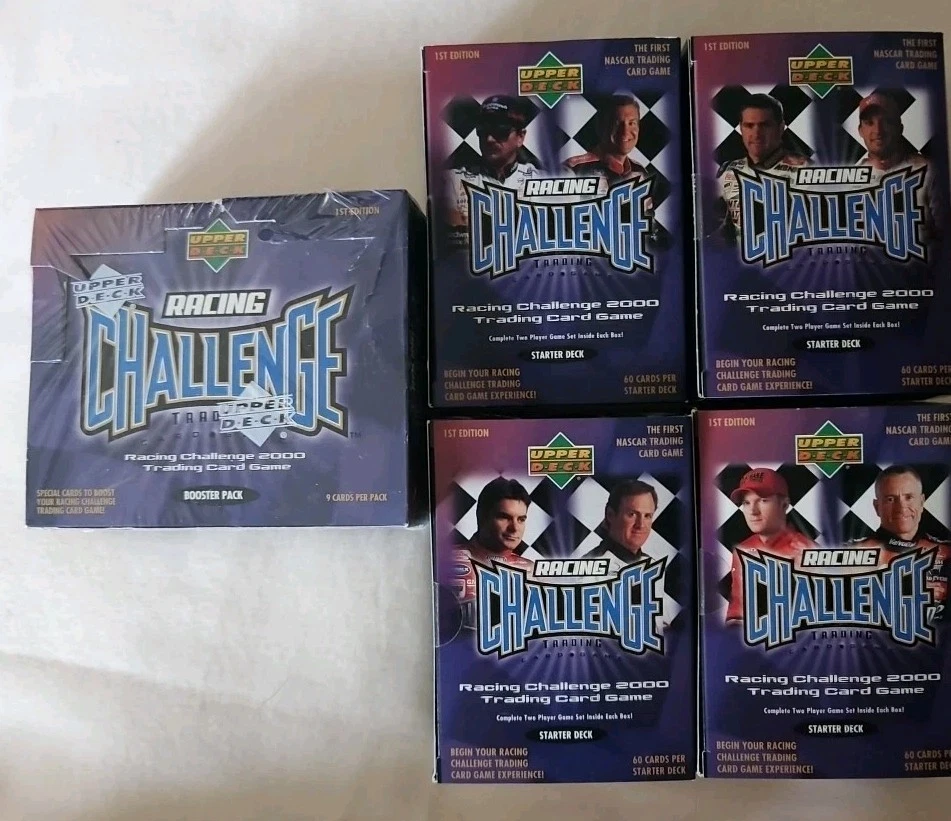 1ST EDITION
UPPER
D·E·C·K
UPPER
D·E·C·K
RACING
CHALLENGE
TRAD
UPPER
D·E·C·K
TM
Racing Challenge 2000
Trading Card Game
SPECIAL CARDS TO BOOST
YOUR RACING CHALLENGE
TRADING CARD GAME!
BOOSTER PACK
9 CARDS PER PACK
1ST EDITION
THE FIRST
NASCAR TRADING
CARD GAME
UPPER
D·E·C·K
RACING
CHALLENGE
TRADING
CARD GAME
Racing Challenge 2000
Trading Card Game
Complete Two Player Game Set Inside Each Box!
STARTER DECK
BEGIN YOUR RACING
CHALLENGE TRADING
CARD GAME EXPERIENCE!
60 CARDS PER
STARTER DECK
1ST EDITION
THE FIRST
NASCAR TRADING
CARD GAME
UPPER
D·E·C·K
RACING
CHALLENGE
TRADING
Racing Challenge 2000
Trading Card Game
Complete Two Player Game Set Inside Each Box!
STARTER DECK
BEGIN YOUR RACING
CHALLENGE TRADING
CARD GAME EXPERIENCE!
60 CARDS PER
STARTER DECK
1ST EDITION
THE FIRST
NASCAR TRADING
CARD GAME
UPPER
D·E·C·K
RACING
CHALLENGE
TRADING
CARD GAME
Racing Challenge 2000
Trading Card Game
Complete Two Player Game Set Inside Each Box!
STARTER DECK
BEGIN YOUR RACING
CHALLENGE TRADING
CARD GAME EXPERIENCE!
60 CARDS PER
STARTER DECK
1ST EDITION
THE FIRST
NASCAR TRADING
CARD GAME
UPPER
D·E·C·K
RACING
CHALLENGE
TRADING
CARD GAME
Racing Challenge 2000
Trading Card Game
Complete Two Player Game Set Inside Each Box!
STARTER DECK
BEGIN YOUR RACING
CHALLENGE TRADING
CARD GAME EXPERIENCE!
60 CARDS PER
STARTER DECK